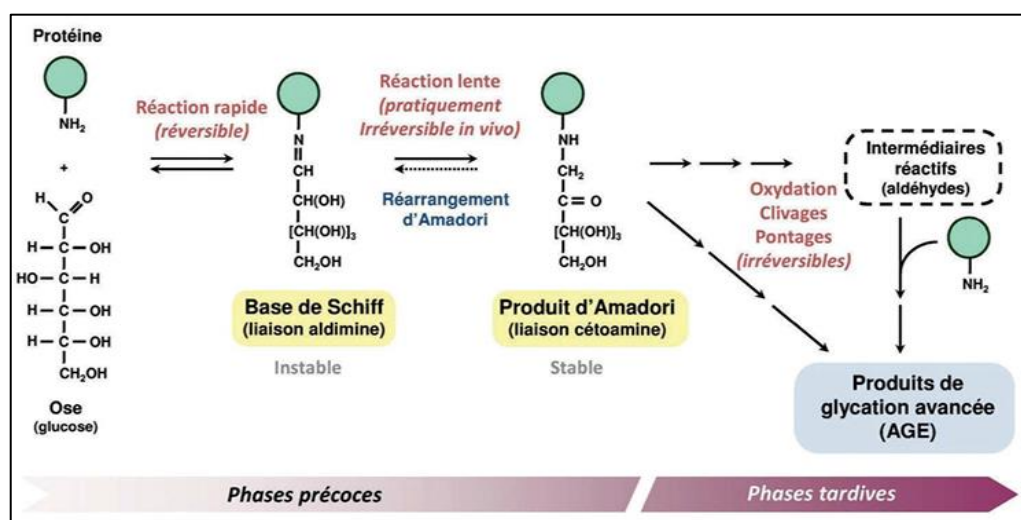 Protéine
NH₂
+
H
O
C
H–C–OH
HO–C–H
H–C–OH
H–C–OH
CH₂OH
Ose
(glucose)
Réaction rapide
(réversible)
N
CH
CH(OH)
[CH(OH)]₃
CH₂OH
Base de Schiff
(liaison aldimine)
Instable
Réaction lente
(pratiquement
Irréversible in vivo)
Réarrangement
d’Amadori
NH
CH₂
C=O
[CH(OH)]₃
CH₂OH
Produit d’Amadori
(liaison cétoamine)
Stable
Oxydation
Clivages
Pontages
(irréversibles)
Intermédiaires
réactifs
(aldéhydes)
NH₂
Produits de
glycation avancée
(AGE)
Phases précoces
Phases tardives